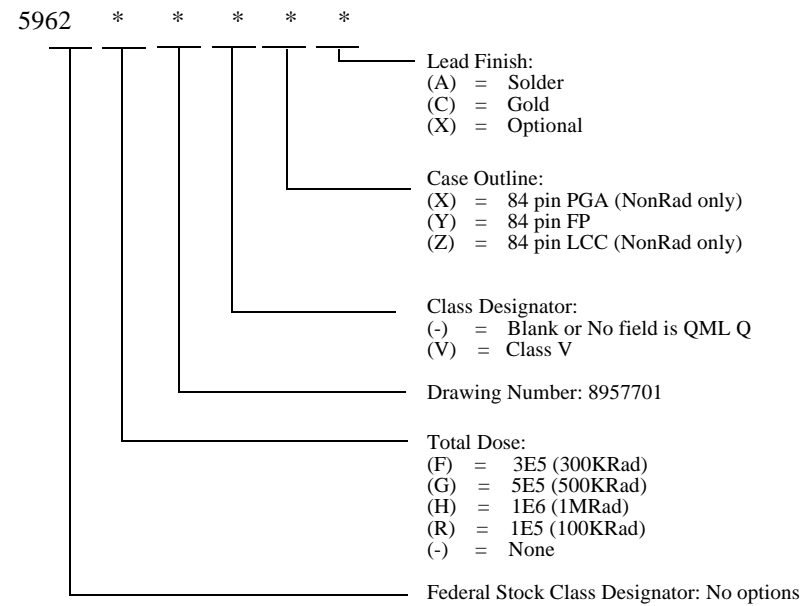 5962 * * * * *
Lead Finish:
(A) = Solder
(C) = Gold
(X) = Optional
Case Outline:
(X) = 84 pin PGA (NonRad only)
(Y) = 84 pin FP
(Z) = 84 pin LCC (NonRad only)
Class Designator:
(-) = Blank or No field is QML Q
(V) = Class V
Drawing Number: 8957701
Total Dose:
(F) = 3E5 (300KRad)
(G) = 5E5 (500KRad)
(H) = 1E6 (1MRad)
(R) = 1E5 (100KRad)
(-) = None
Federal Stock Class Designator: No options